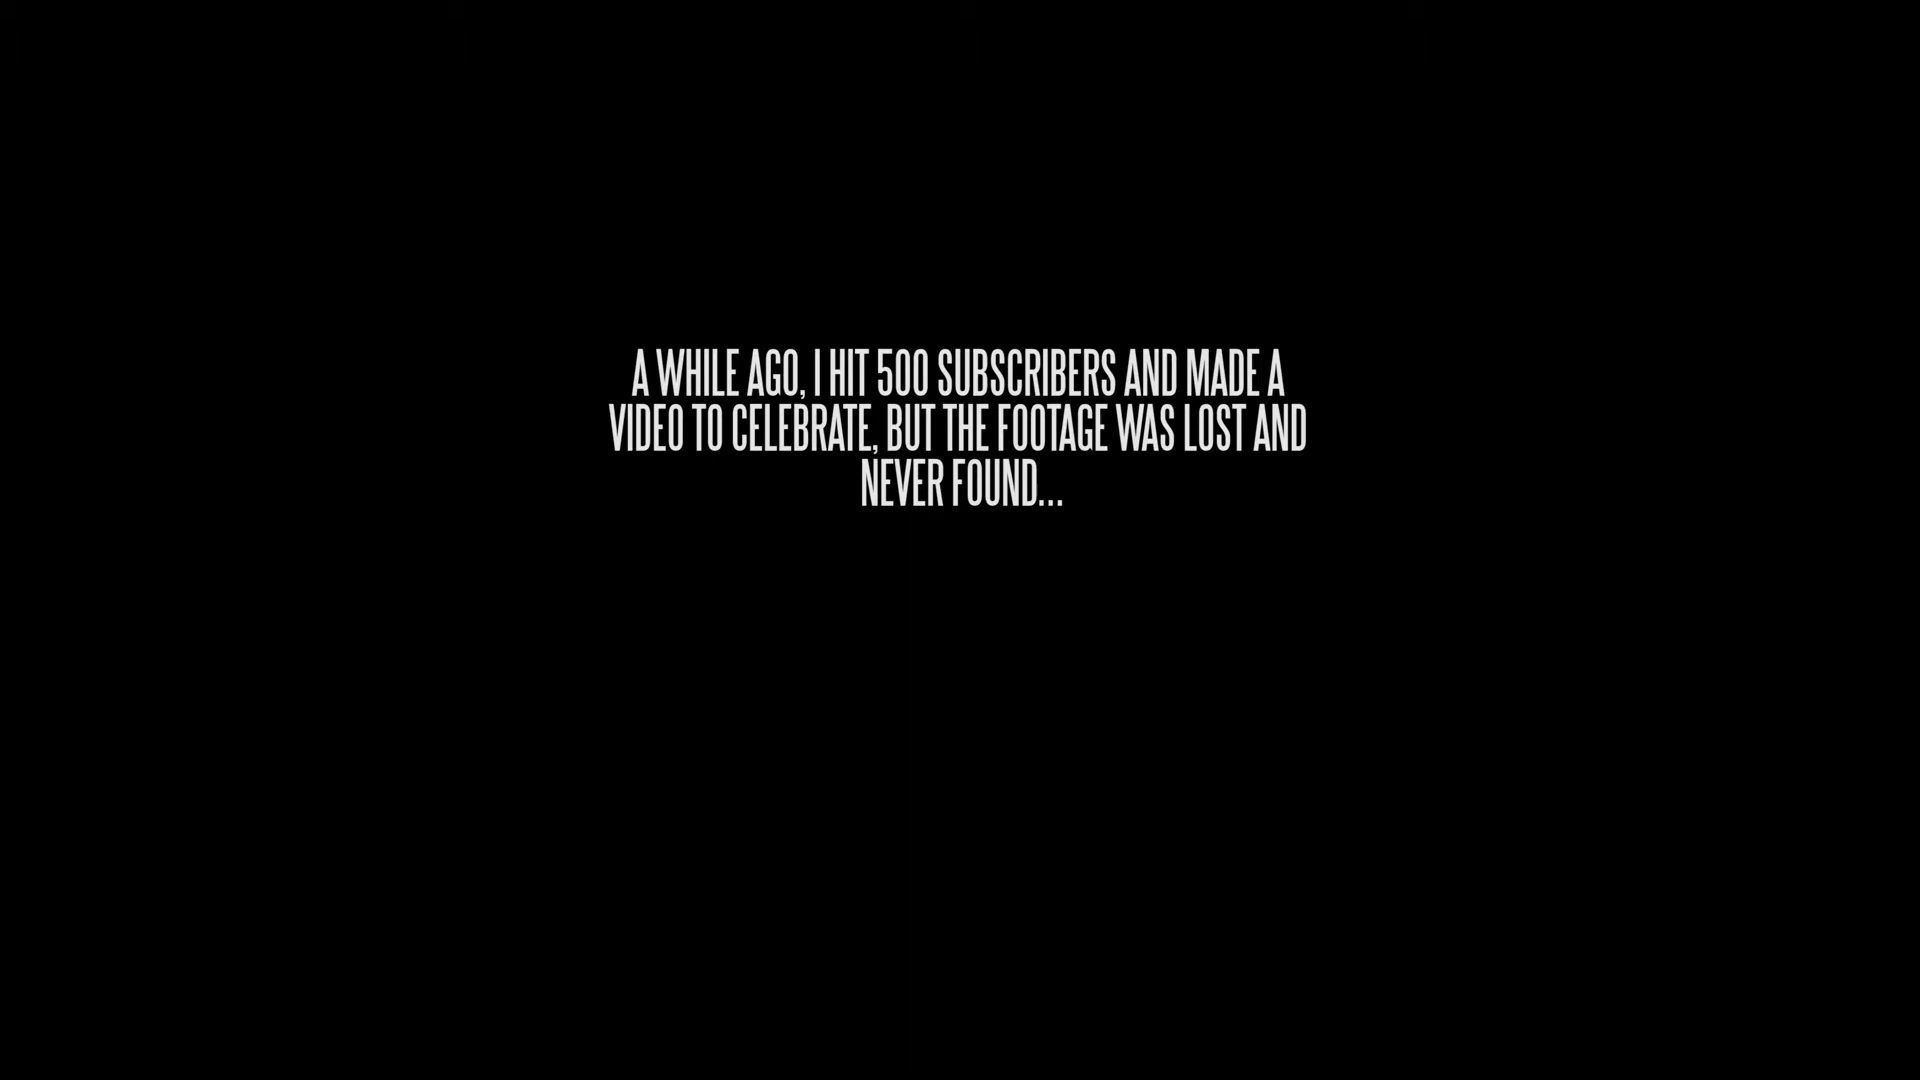 A WHILE AGO, I HIT 500 SUBSCRIBERS AND MADE A
VIDEO TO CELEBRATE, BUT THE FOOTAGE WAS LOST AND
NEVER FOUND...